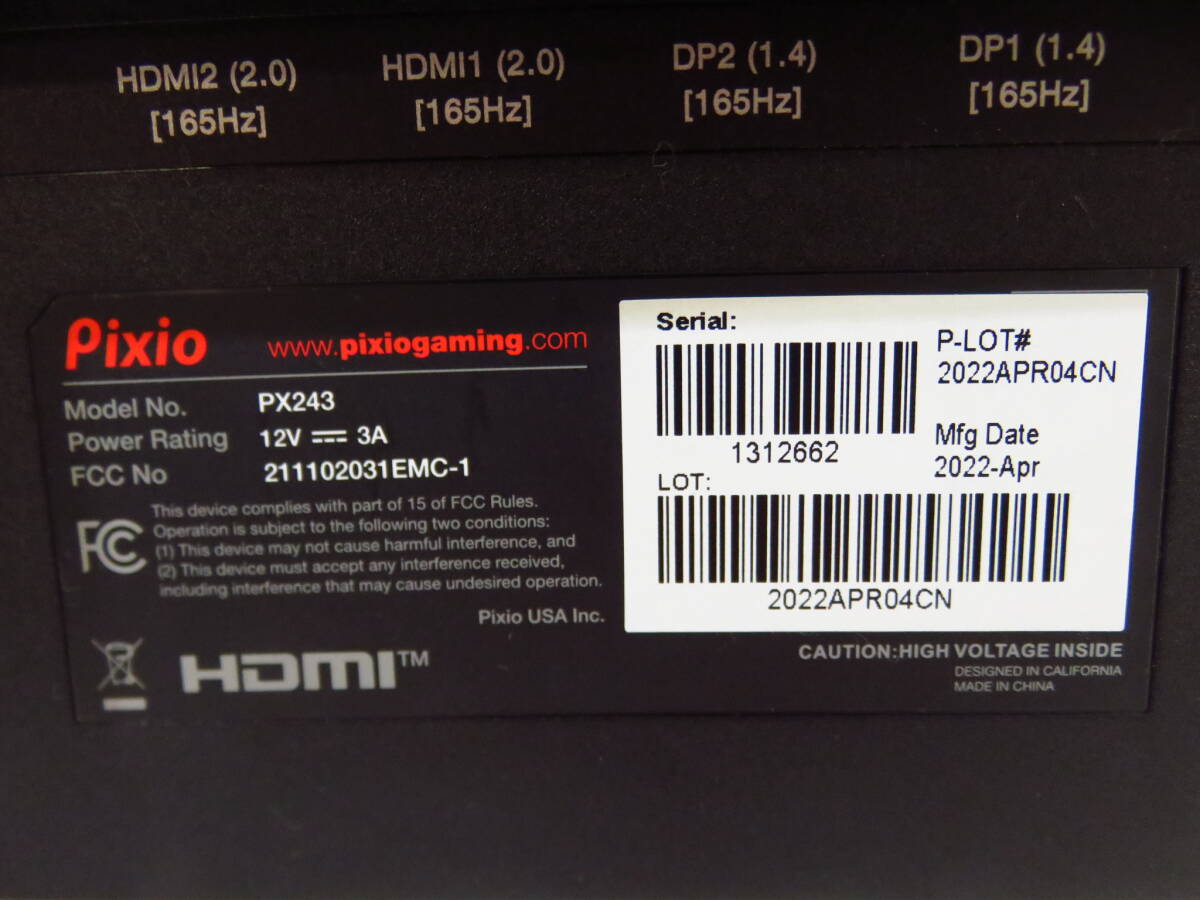 HDMI2 (2.0) HDMI1 (2.0) DP2 (1.4) DP1 (1.4)
[165Hz] [165Hz] [165Hz] [165Hz]
Pixio www.pixiogaming.com
Model No. PX243
Power Rating 12V ⎓ 3A
FCC No 211102031EMC-1
FC This device complies with part of 15 of FCC Rules.
Operation is subject to the following two conditions:
(1) This device may not cause harmful interference, and
(2) This device must accept any interference received,
including interference that may cause undesired operation.
Pixio USA Inc.
HDMI™
Serial:
1312662
P-LOT#
2022APR04CN
Mfg Date
2022-Apr
LOT:
2022APR04CN
CAUTION:HIGH VOLTAGE INSIDE
DESIGNED IN CALIFORNIA
MADE IN CHINA